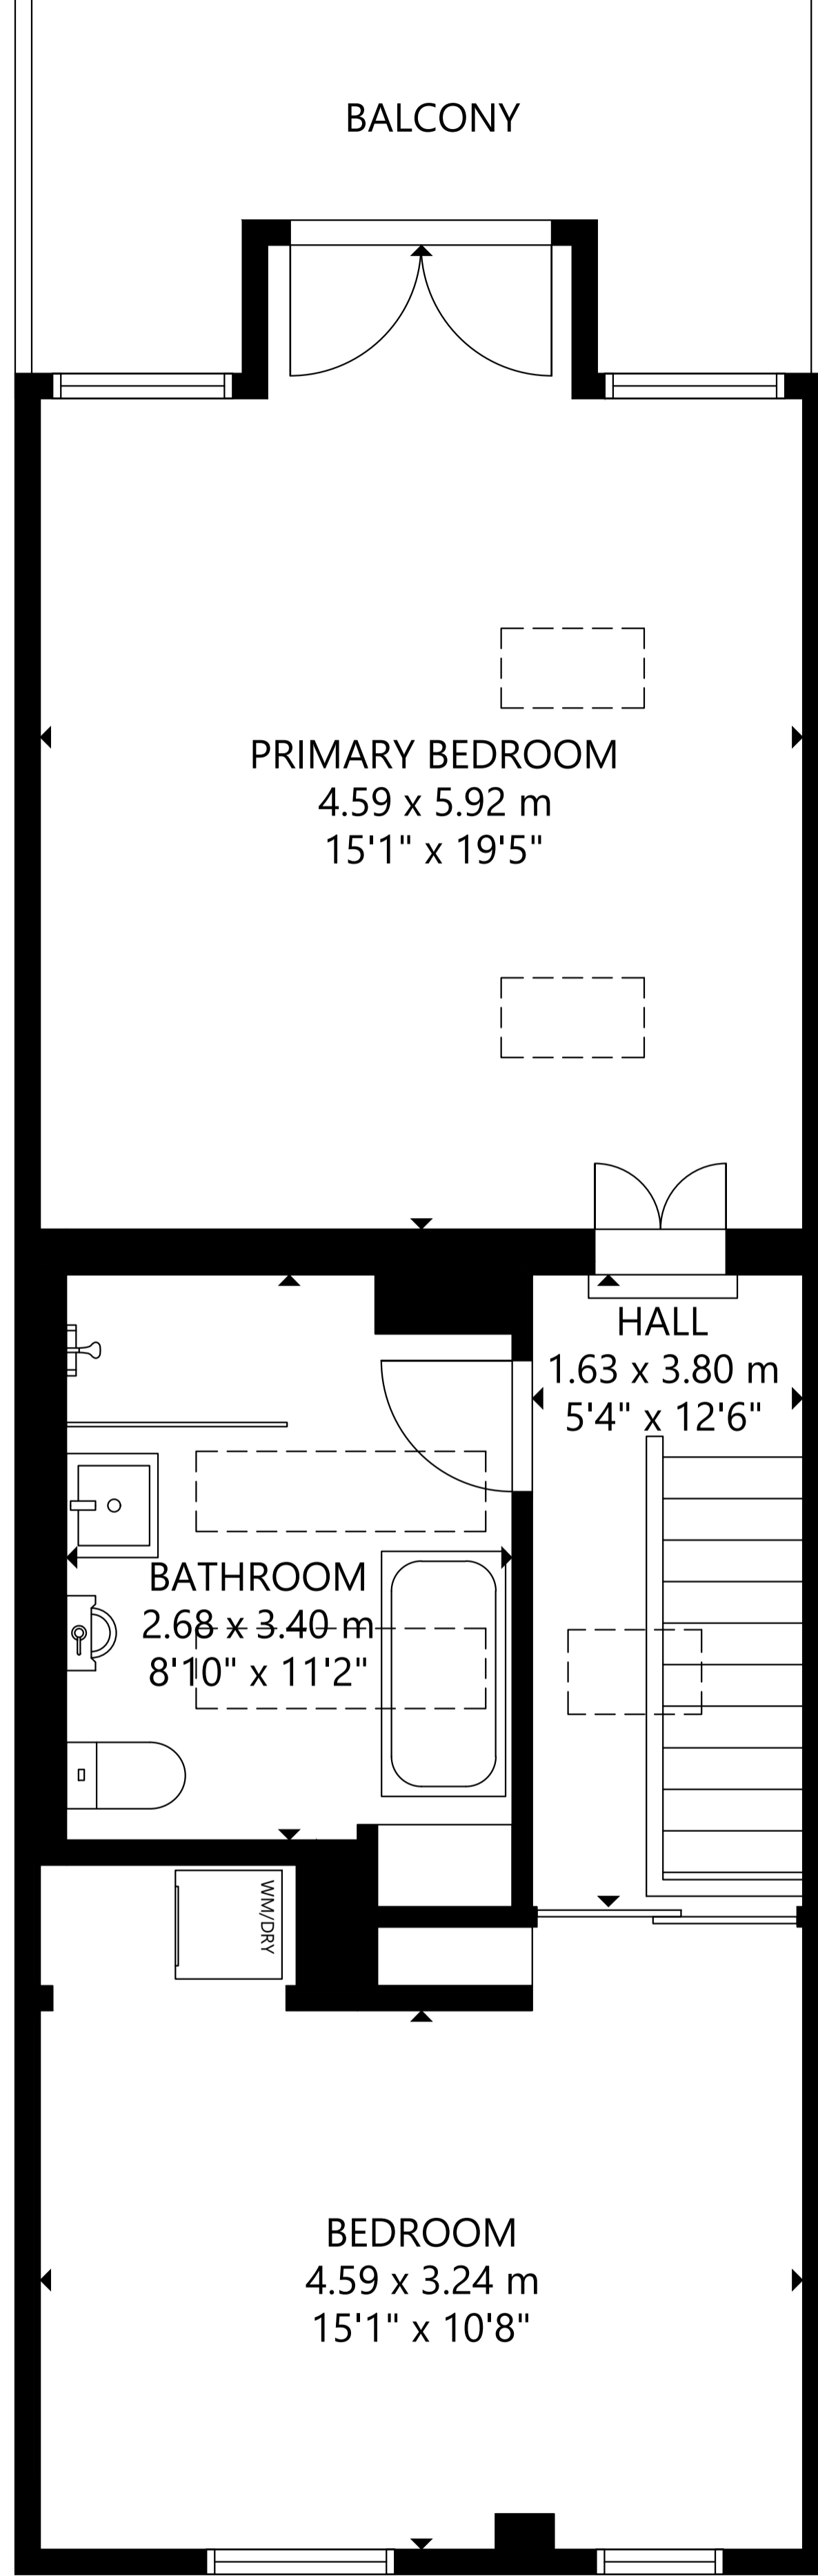 BALCONY
PRIMARY BEDROOM
4.59 x 5.92 m
15'1" x 19'5"
HALL
1.63 x 3.80 m
5'4" x 12'6"
BATHROOM
2.68 x 3.40 m
8'10" x 11'2"
WM/DRY
BEDROOM
4.59 x 3.24 m
15'1" x 10'8"